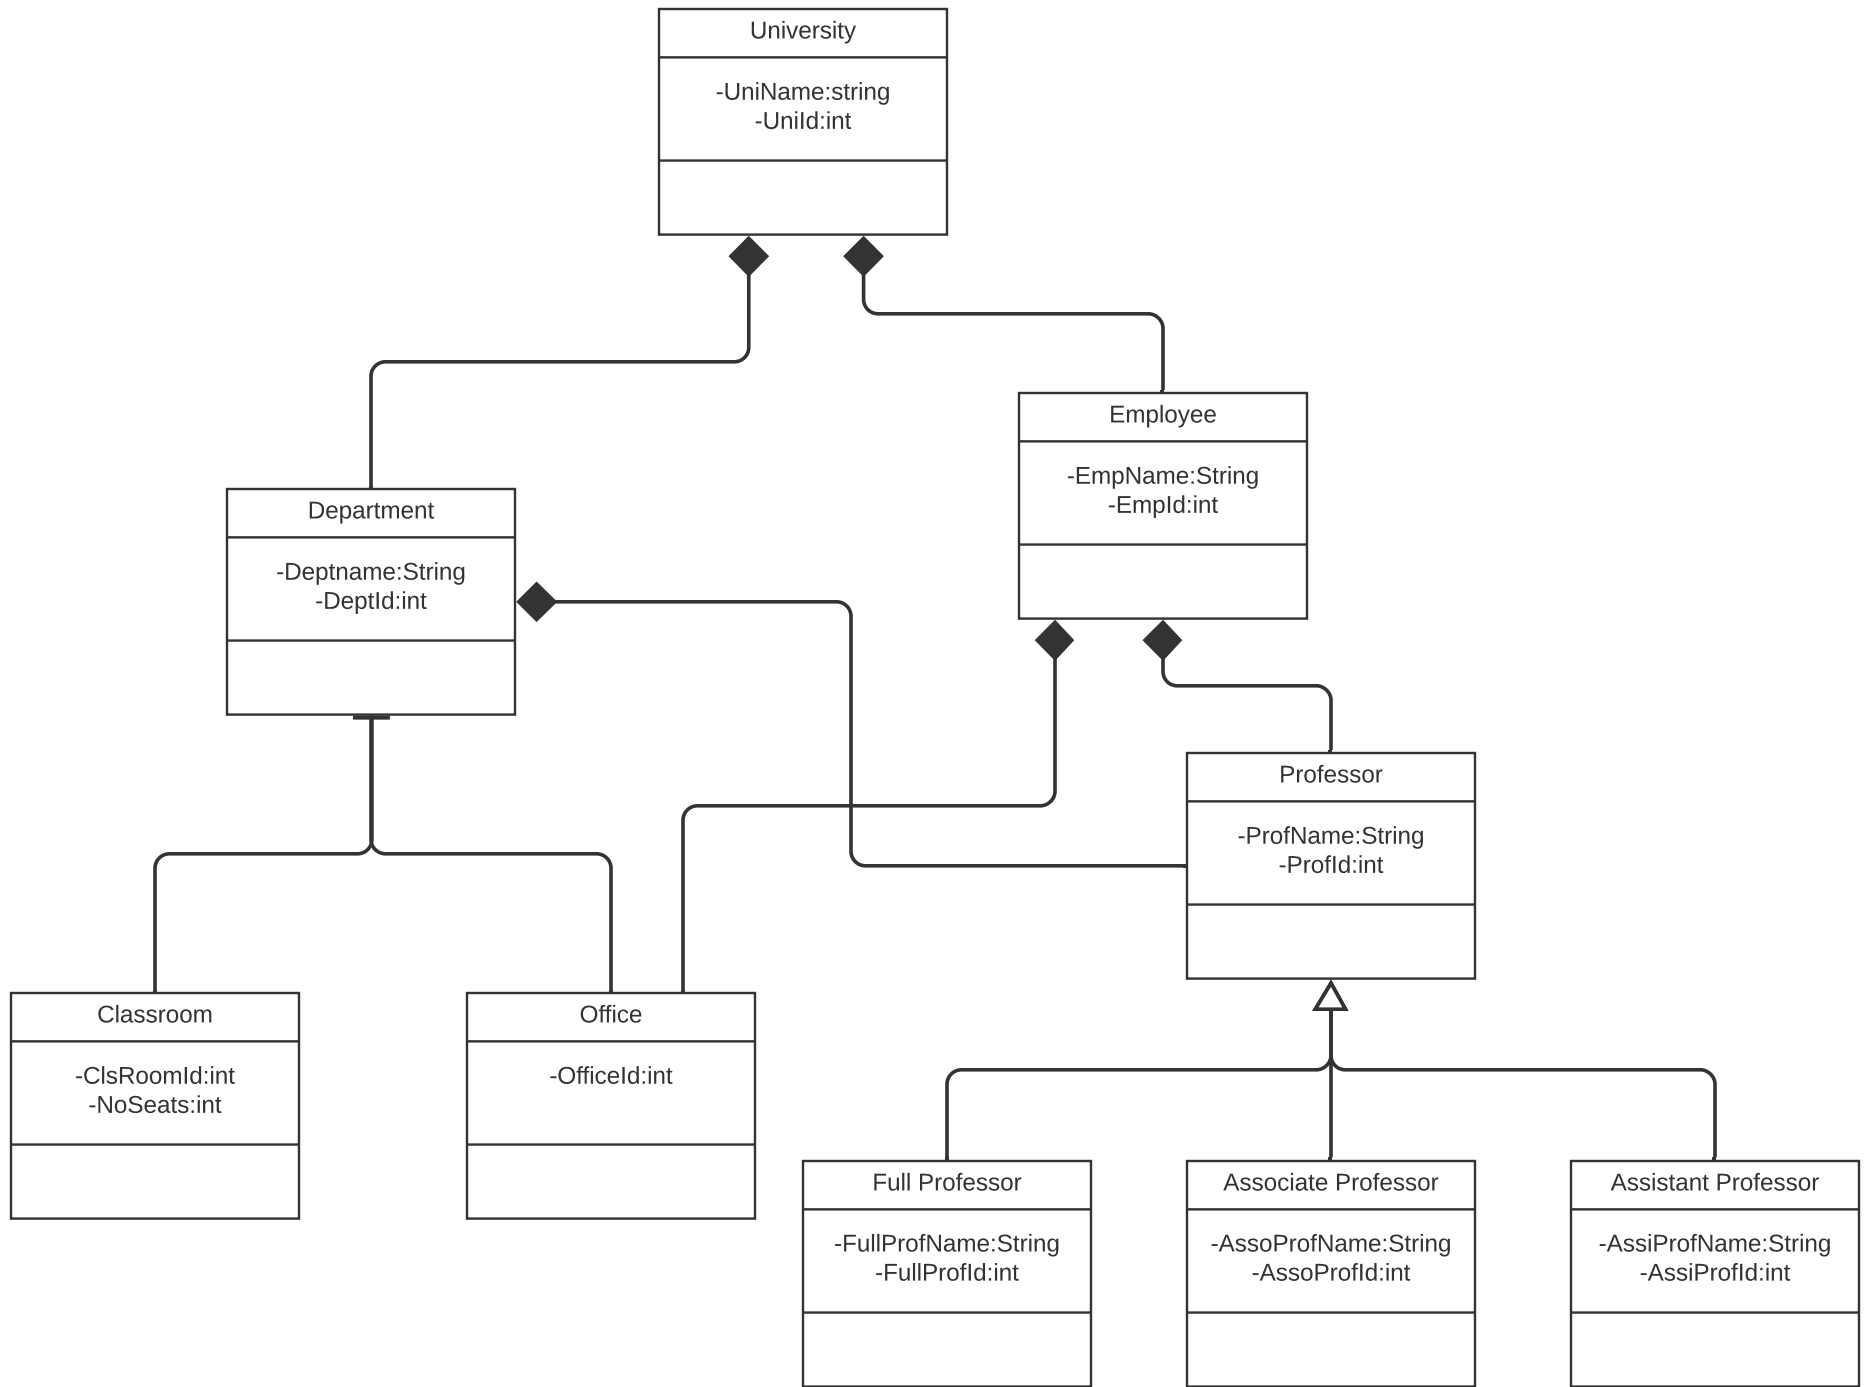 University
-UniName:string
-UniId:int
Employee
-EmpName:String
-EmpId:int
Department
-Deptname:String
-DeptId:int
Professor
-ProfName:String
-ProfId:int
Classroom
-ClsRoomId:int
-NoSeats:int
Office
-OfficeId:int
Full Professor
-FullProfName:String
-FullProfId:int
Associate Professor
-AssoProfName:String
-AssoProfId:int
Assistant Professor
-AssiProfName:String
-AssiProfId:int